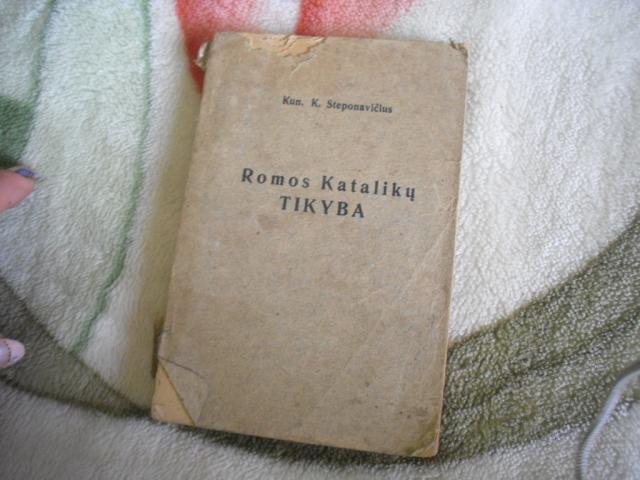 Kun. K. Steponavičius
Romos Katalikų
TIKYBA